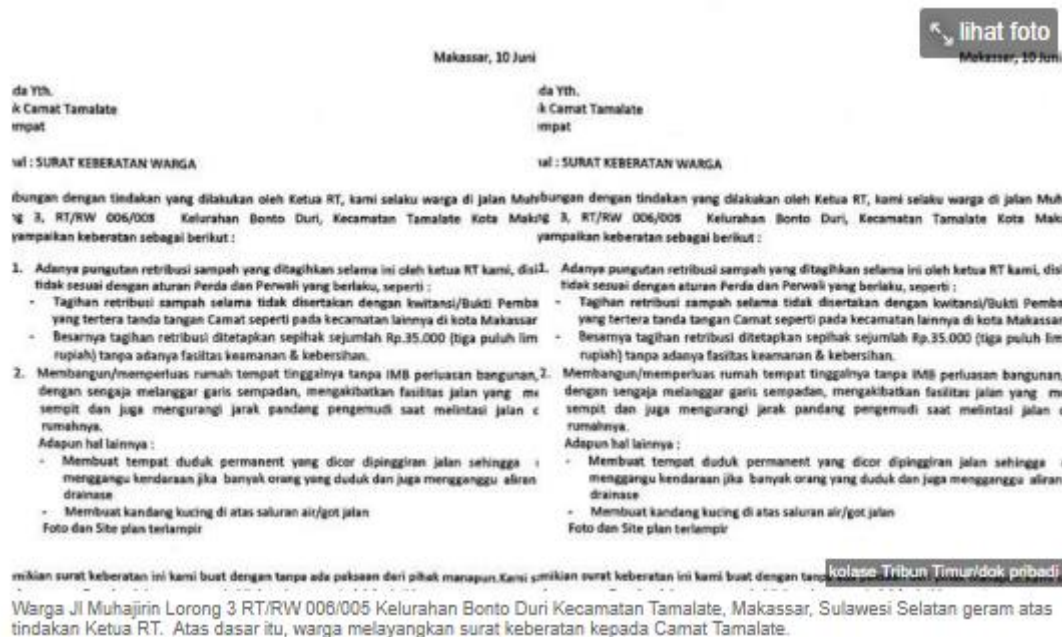 lihat foto
Makassar, 10 Juni
da Yth.
k Camat Tamalate
empat
al : SURAT KEBERATAN WARGA
bungan dengan tindakan yang dilakukan oleh Ketua RT, kami selaku warga di jalan Muh
g 3, RT/RW 006/005 Kelurahan Bonto Duri, Kecamatan Tamalate Kota Mak
yampaikan keberatan sebagai berikut :
1. Adanya pungutan retribusi sampah yang ditagihkan selama ini oleh ketua RT kami, disi
tidak sesuai dengan aturan Perda dan Perwali yang berlaku, seperti :
- Tagihan retribusi sampah selama tidak disertakan dengan kwitansi/Bukti Pemba
yang tertera tanda tangan Camat seperti pada kecamatan lainnya di kota Makassar
- Besarnya tagihan retribusi ditetapkan sepihak sejumlah Rp.35.000 (tiga puluh lim
rupiah) tanpa adanya fasiltas keamanan & kebersihan.
2. Membangun/memperluas rumah tempat tinggalnya tanpa IMB perluasan bangunan,
dengan sengaja melanggar garis sempadan, mengakibatkan fasilitas jalan yang me
sempit dan juga mengurangi jarak pandang pengemudi saat melintasi jalan d
rumahnya.
Adapun hal lainnya :
- Membuat tempat duduk permanent yang dicor dipinggiran jalan sehingga
menggangu kendaraan jika banyak orang yang duduk dan juga mengganggu aliran
drainase
- Membuat kandang kucing di atas saluran air/got jalan
Foto dan Site plan terlampir
mikian surat keberatan ini kami buat dengan tanpa ada paksaan dari pihak manapun.Kami s
Makassar, 10 Juni
da Yth.
k Camat Tamalate
empat
al : SURAT KEBERATAN WARGA
bungan dengan tindakan yang dilakukan oleh Ketua RT, kami selaku warga di jalan Muh
g 3, RT/RW 006/005 Kelurahan Bonto Duri, Kecamatan Tamalate Kota Mak
yampaikan keberatan sebagai berikut :
1. Adanya pungutan retribusi sampah yang ditagihkan selama ini oleh ketua RT kami, disi
tidak sesuai dengan aturan Perda dan Perwali yang berlaku, seperti :
- Tagihan retribusi sampah selama tidak disertakan dengan kwitansi/Bukti Pemba
yang tertera tanda tangan Camat seperti pada kecamatan lainnya di kota Makassar
- Besarnya tagihan retribusi ditetapkan sepihak sejumlah Rp.35.000 (tiga puluh lim
rupiah) tanpa adanya fasiltas keamanan & kebersihan.
2. Membangun/memperluas rumah tempat tinggalnya tanpa IMB perluasan bangunan,
dengan sengaja melanggar garis sempadan, mengakibatkan fasilitas jalan yang m
sempit dan juga mengurangi jarak pandang pengemudi saat melintasi jalan
rumahnya.
Adapun hal lainnya :
- Membuat tempat duduk permanent yang dicor dipinggiran jalan sehingga
menggangu kendaraan jika banyak orang yang duduk dan juga mengganggu aliran
drainase
- Membuat kandang kucing di atas saluran air/got jalan
Foto dan Site plan terlampir
mikian surat keberatan ini kami buat dengan
kolase Tribun Timur/dok pribadi
Warga Jl Muhajirin Lorong 3 RT/RW 006/005 Kelurahan Bonto Duri Kecamatan Tamalate, Makassar, Sulawesi Selatan geram atas
tindakan Ketua RT. Atas dasar itu, warga melayangkan surat keberatan kepada Camat Tamalate.